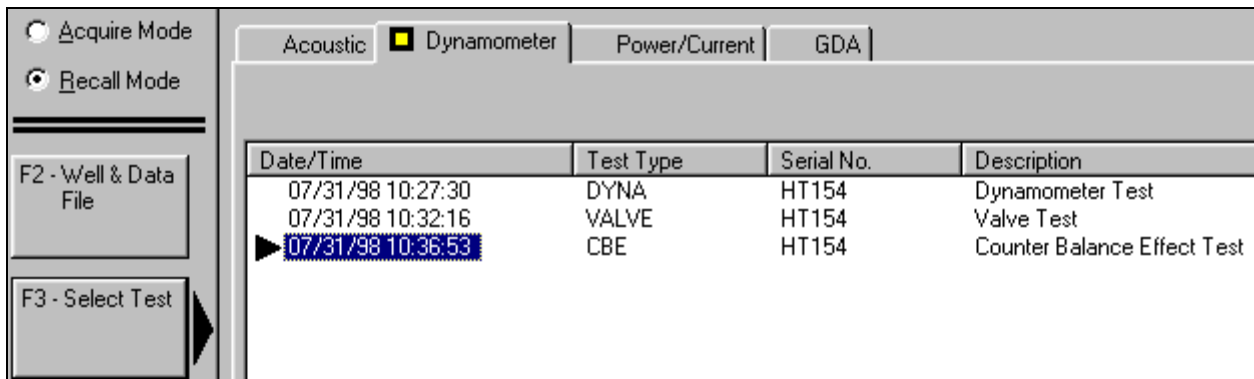 Acquire Mode
Recall Mode
F2 - Well & Data
File
F3 - Select Test
Acoustic Dynamometer Power/Current GDA
Date/Time Test Type Serial No. Description
07/31/98 10:27:30 DYNA HT154 Dynamometer Test
07/31/98 10:32:16 VALVE HT154 Valve Test
07/31/98 10:36:53 CBE HT154 Counter Balance Effect Test